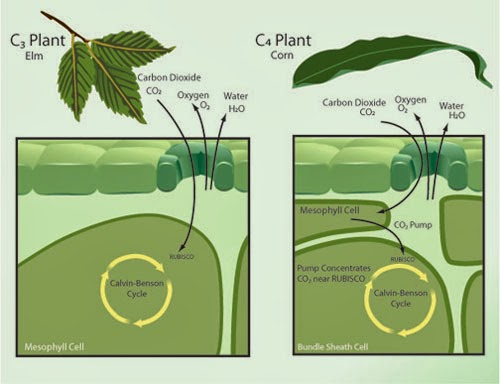 C₃ Plant
Elm
Carbon Dioxide
CO₂
Oxygen
O₂
Water
H₂O
RUBISCO
Calvin-Benson
Cycle
Mesophyll Cell
C₄ Plant
Corn
Carbon Dioxide
CO₂
Oxygen
O₂
Water
H₂O
Mesophyll Cell
CO₂ Pump
RUBISCO
Pump Concentrates
CO₂ near RUBISCO
Calvin-Benson
Cycle
Bundle Sheath Cell